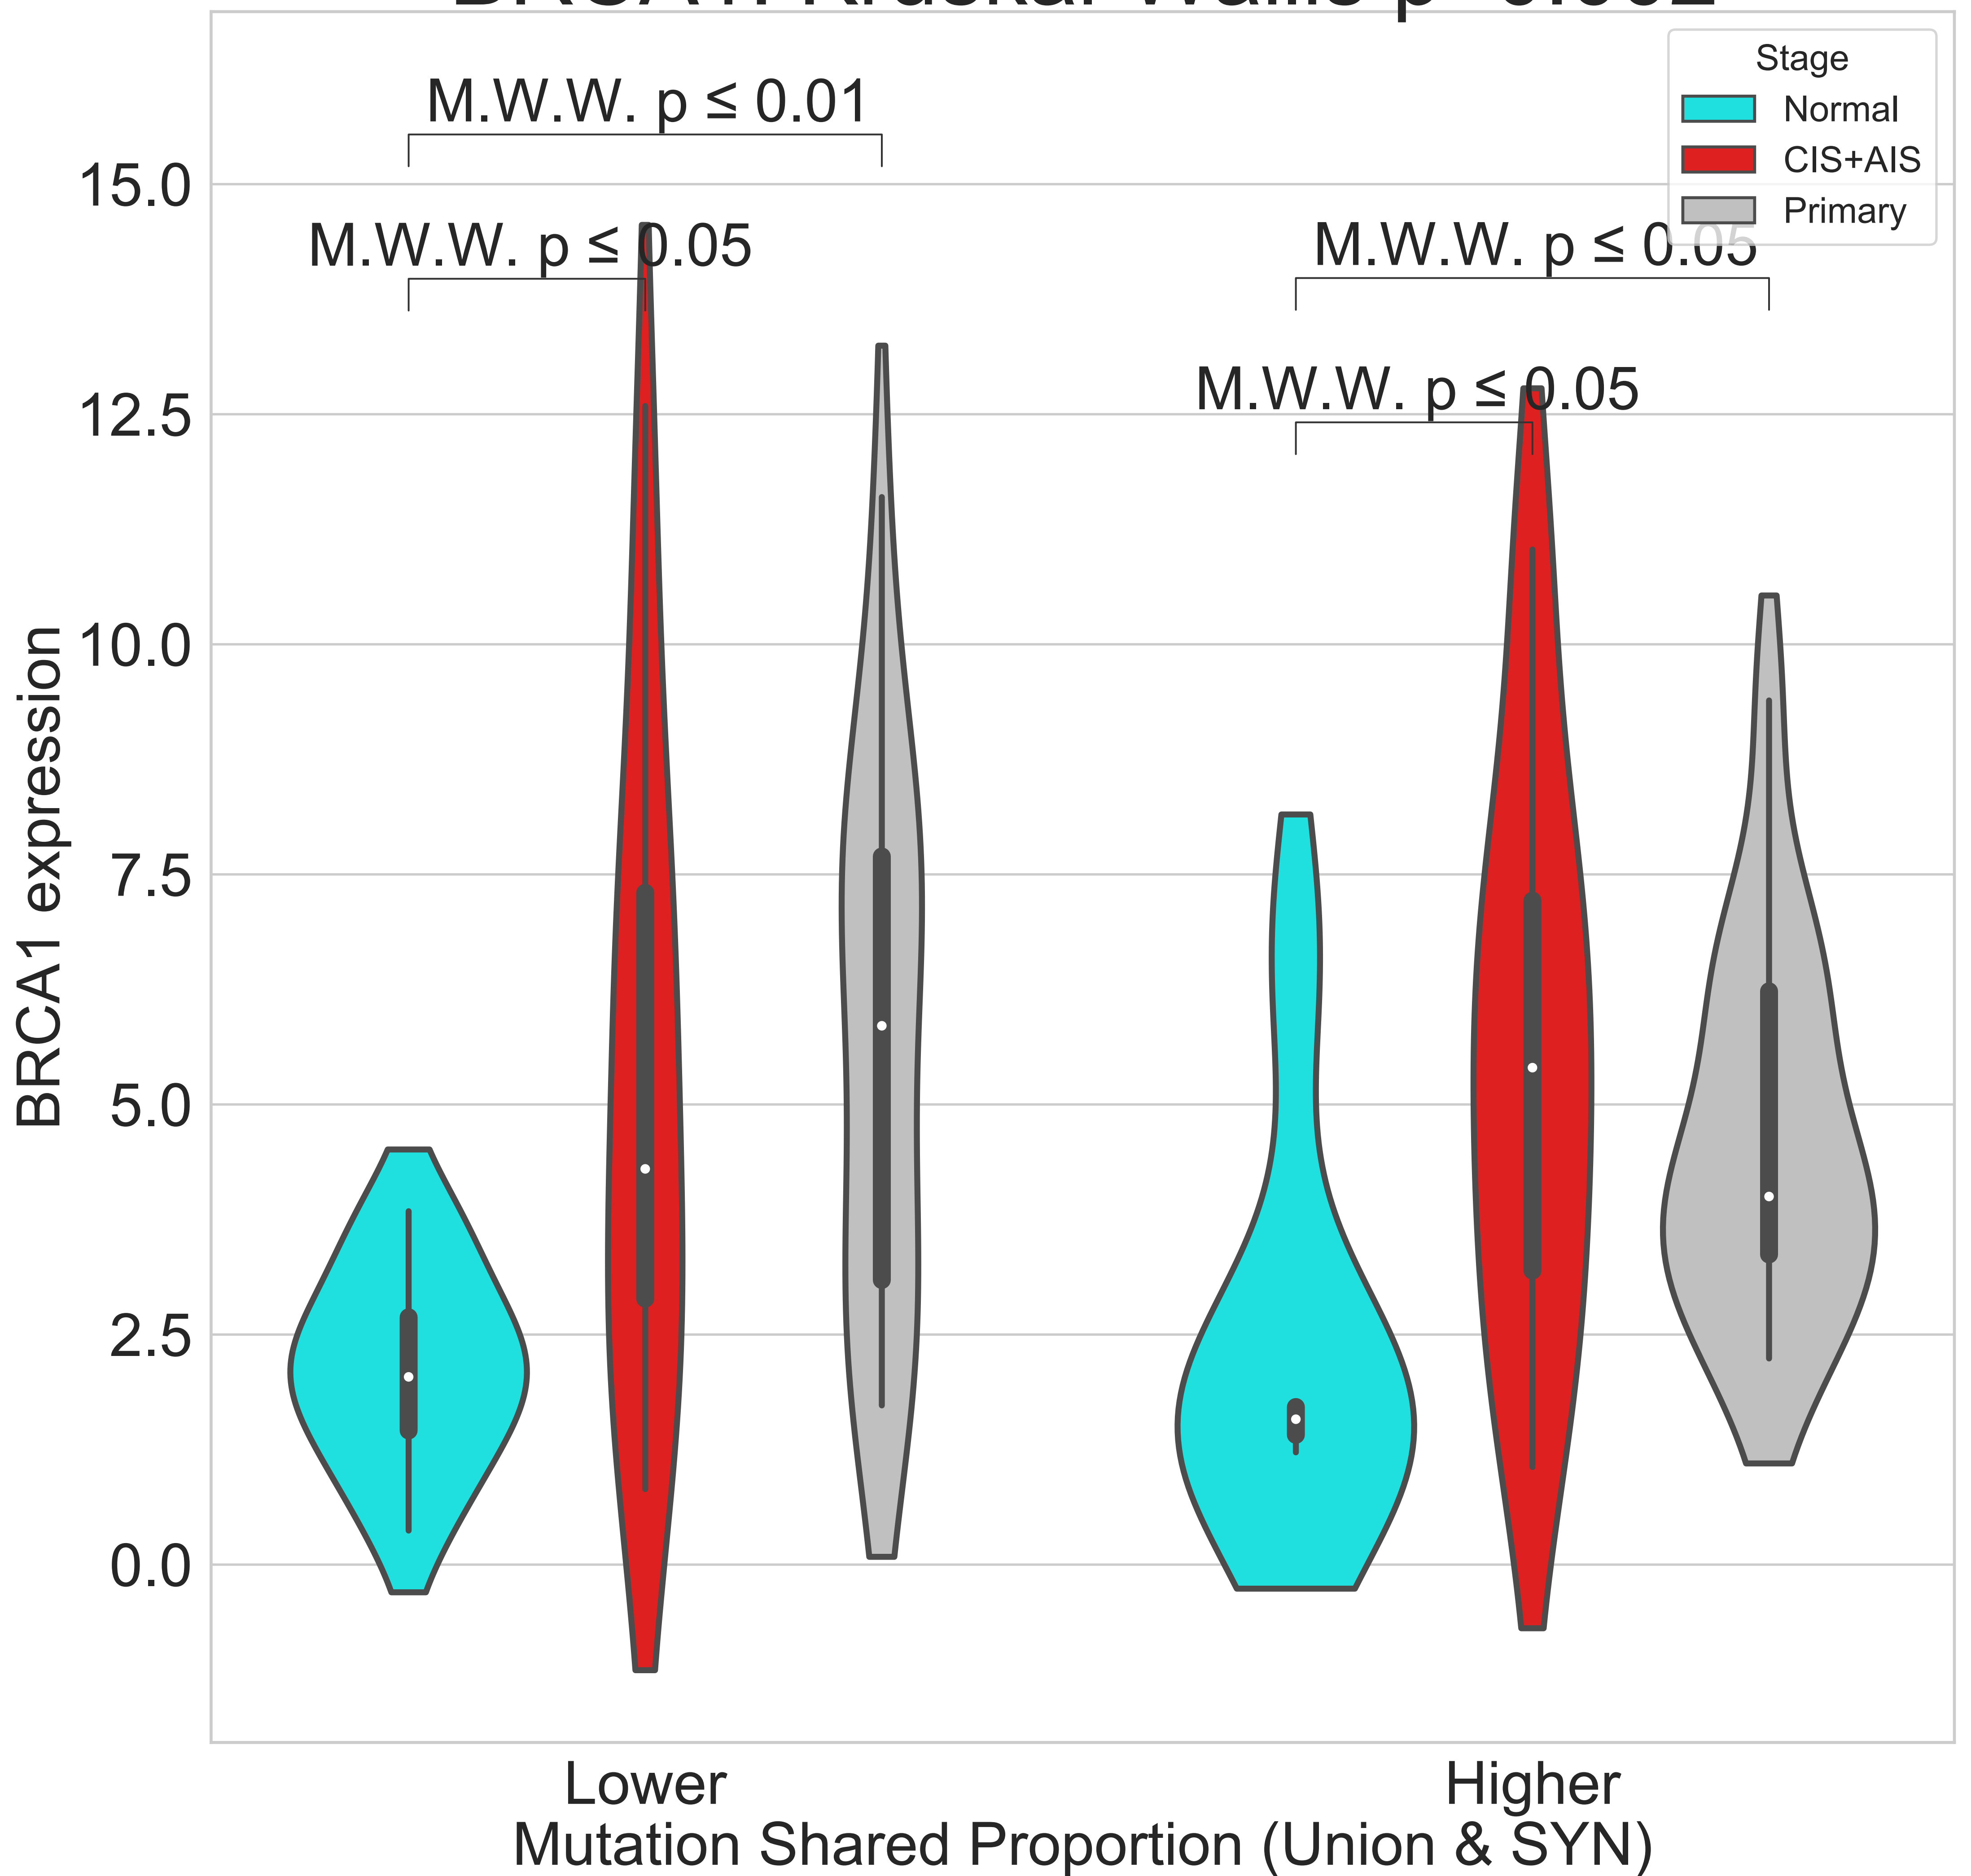 Stage
Normal
CIS+AIS
Primary
M.W.W. p ≤ 0.01
M.W.W. p ≤ 0.05
M.W.W. p ≤ 0.05
M.W.W. p ≤ 0.05
15.0
12.5
10.0
7.5
5.0
2.5
0.0
BRCA1 expression
Lower
Higher
Mutation Shared Proportion (Union & SYN)